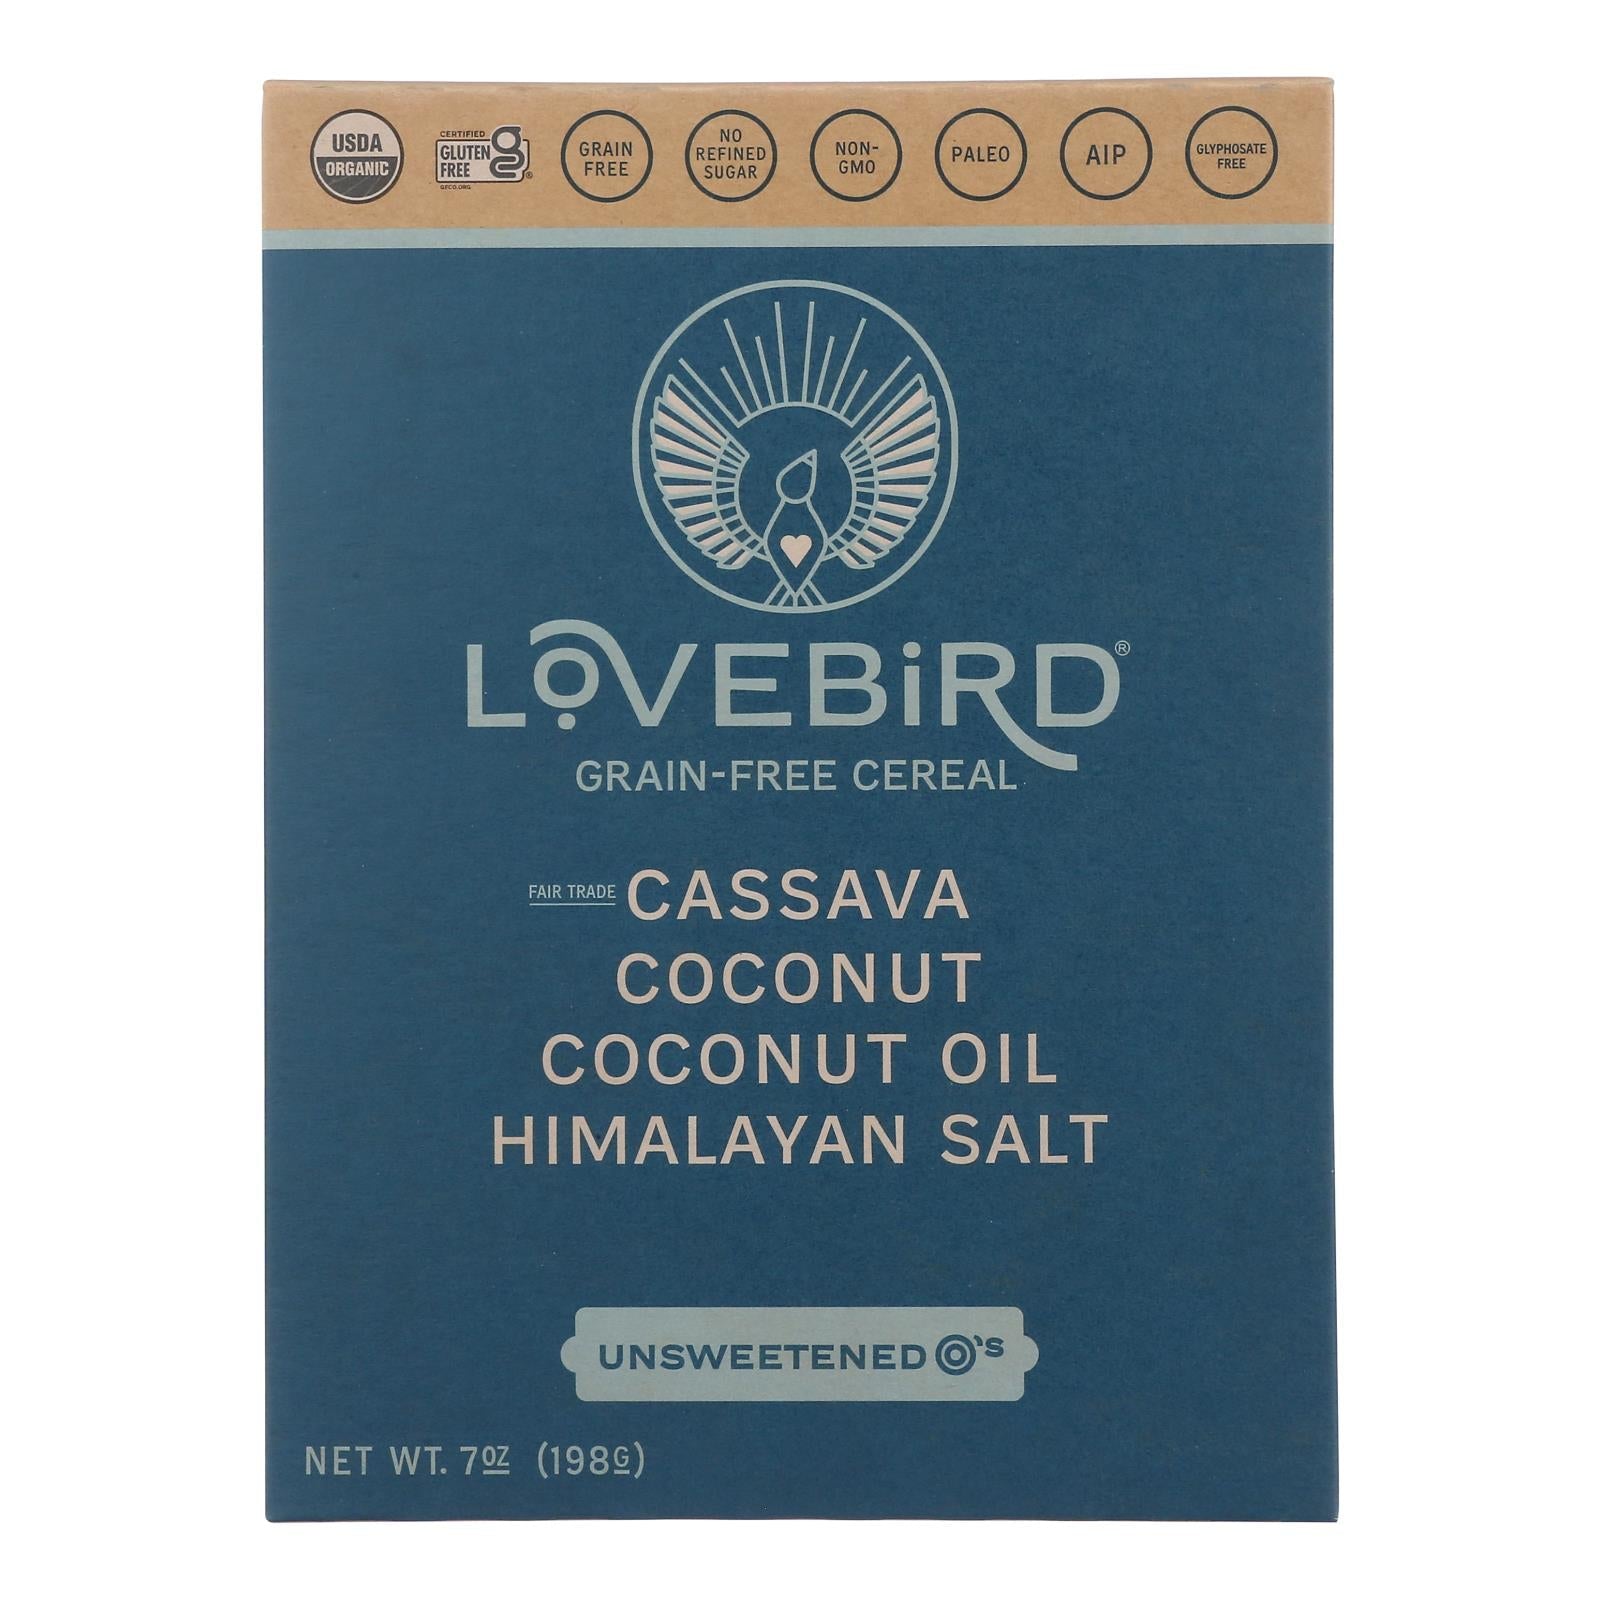 USDA
ORGANIC
CERTIFIED
GLUTEN
FREE
g
®
GFCO.ORG
GRAIN
FREE
NO
REFINED
SUGAR
NON-
GMO
PALEO
AIP
GLYPHOSATE
FREE
LOVEBiRD®
GRAIN-FREE CEREAL
FAIR TRADE CASSAVA
COCONUT
COCONUT OIL
HIMALAYAN SALT
UNSWEETENED O'S
NET WT. 7OZ (198G)